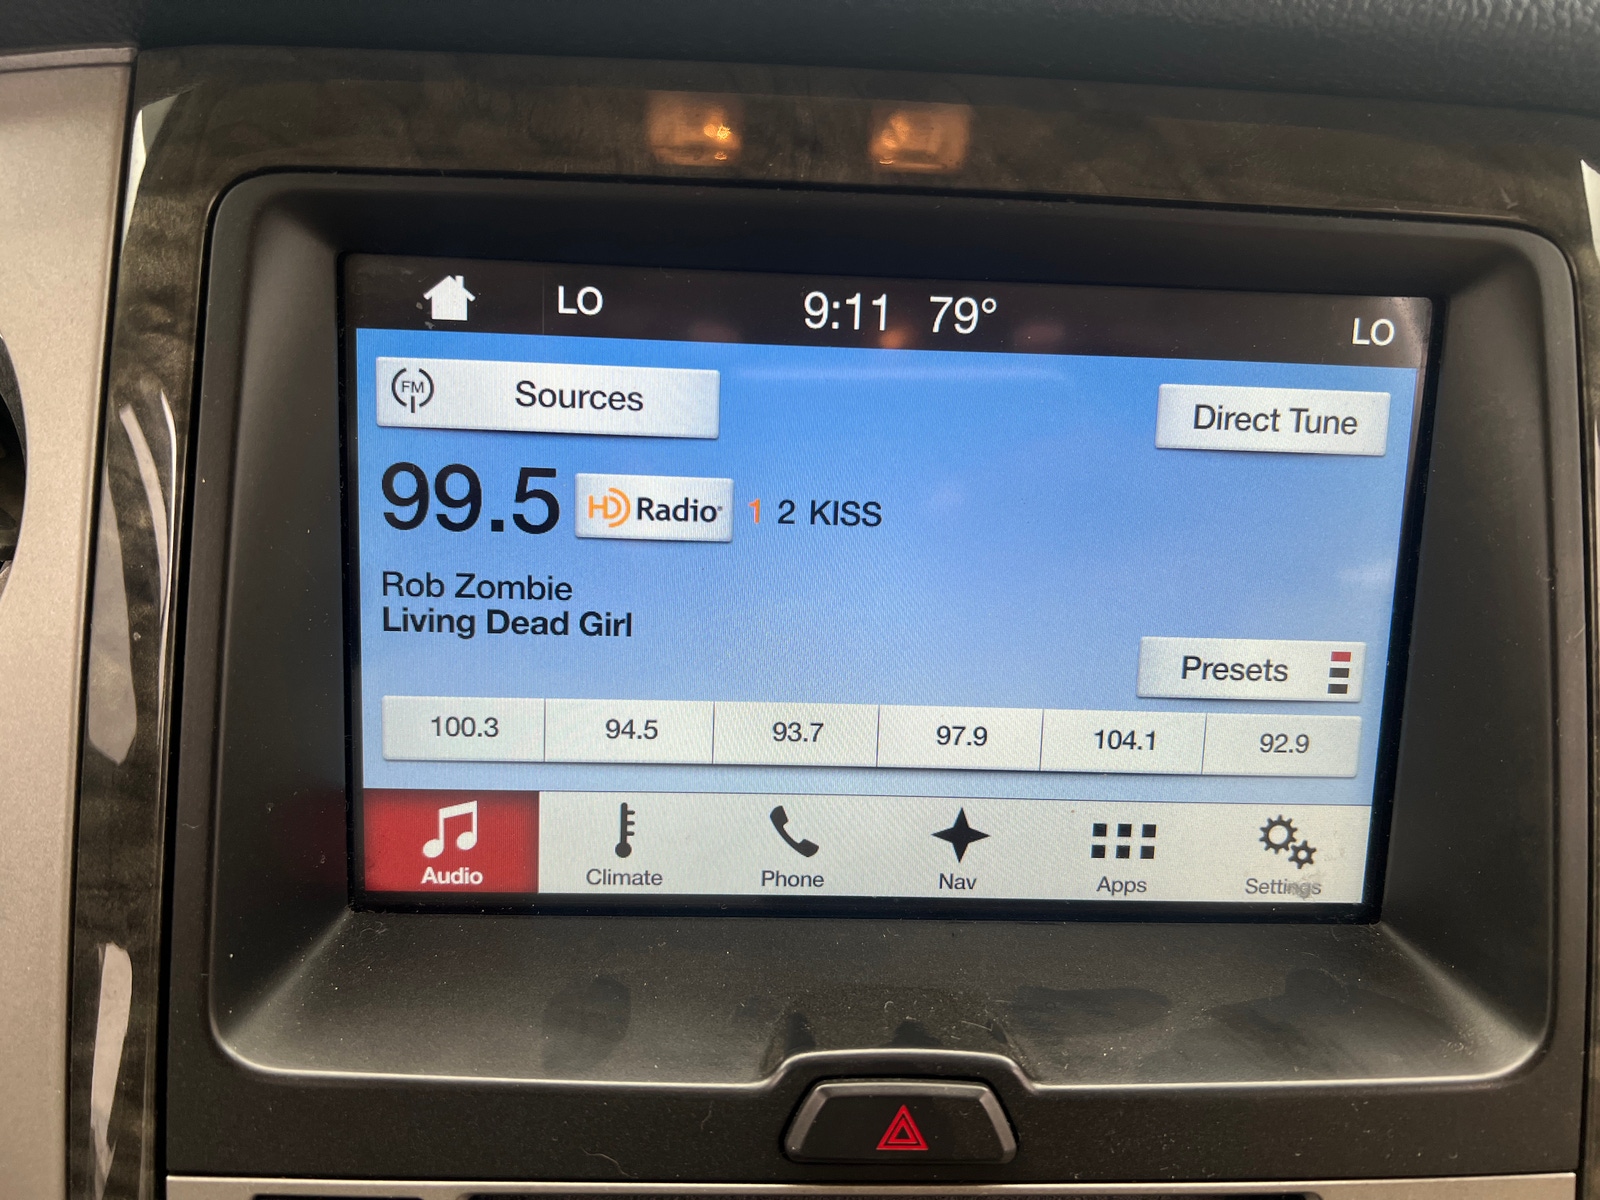 LO 9:11 79° LO
FM Sources
Direct Tune
99.5 HD Radio 1 2 KISS
Rob Zombie
Living Dead Girl
Presets
100.3 94.5 93.7 97.9 104.1 92.9
Audio Climate Phone Nav Apps Settings